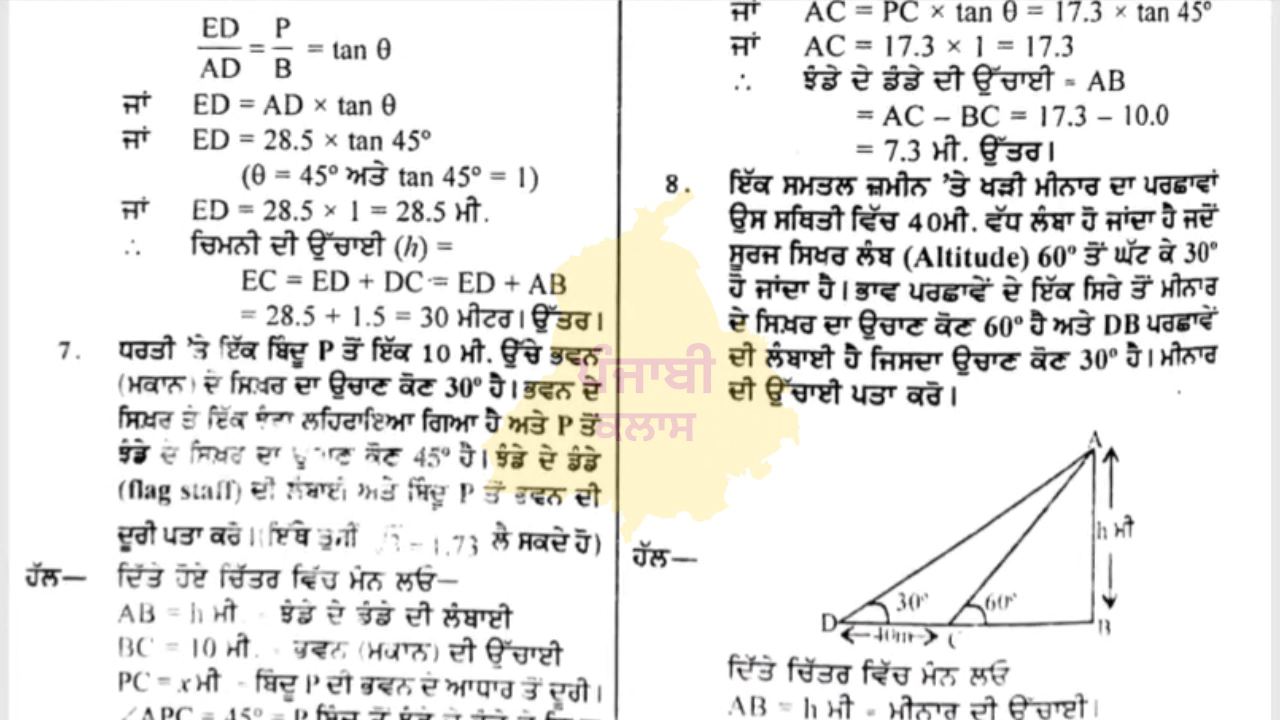 ED/AD = P/B = tan θ
ਜਾਂ ED = AD × tan θ
ਜਾਂ ED = 28.5 × tan 45°
(θ = 45° ਅਤੇ tan 45° = 1)
ਜਾਂ ED = 28.5 × 1 = 28.5 ਮੀ.
∴ ਚਿਮਨੀ ਦੀ ਉੱਚਾਈ (h) =
EC = ED + DC = ED + AB
= 28.5 + 1.5 = 30 ਮੀਟਰ। ਉੱਤਰ।
7. ਧਰਤੀ 'ਤੇ ਇੱਕ ਬਿੰਦੂ P ਤੋਂ ਇੱਕ 10 ਮੀ. ਉੱਚੇ ਭਵਨ
(ਮਕਾਨ) ਦੇ ਸਿਖ਼ਰ ਦਾ ਉਚਾਣ ਕੋਣ 30° ਹੈ। ਭਵਨ ਦੇ
ਸਿਖ਼ਰ ਤੇ ਇੱਕ ਝੰਡਾ ਲਹਿਰਾਇਆ ਗਿਆ ਹੈ ਅਤੇ P ਤੋਂ
ਝੰਡੇ ਦੇ ਸਿਖ਼ਰ ਦਾ ਉਚਾਣ ਕੋਣ 45° ਹੈ। ਝੰਡੇ ਦੇ ਡੰਡੇ
(flag staff) ਦੀ ਲੰਬਾਈ ਅਤੇ ਬਿੰਦੂ P ਤੋਂ ਭਵਨ ਦੀ
ਦੂਰੀ ਪਤਾ ਕਰੋ। (ਇੱਥੇ ਤੁਸੀਂ √3 = 1.73 ਲੈ ਸਕਦੇ ਹੋ)
ਹੱਲ— ਦਿੱਤੇ ਹੋਏ ਚਿੱਤਰ ਵਿੱਚ ਮੰਨ ਲਓ—
AB = h ਮੀ. = ਝੰਡੇ ਦੇ ਡੰਡੇ ਦੀ ਲੰਬਾਈ
BC = 10 ਮੀ. = ਭਵਨ (ਮਕਾਨ) ਦੀ ਉੱਚਾਈ
PC = x ਮੀ = ਬਿੰਦੂ P ਦੀ ਭਵਨ ਦੇ ਆਧਾਰ ਤੋਂ ਦੂਰੀ।
∠APC = 45° = P
ਜਾਂ AC = PC × tan θ = 17.3 × tan 45°
ਜਾਂ AC = 17.3 × 1 = 17.3
∴ ਝੰਡੇ ਦੇ ਡੰਡੇ ਦੀ ਉੱਚਾਈ = AB
= AC – BC = 17.3 – 10.0
= 7.3 ਮੀ. ਉੱਤਰ।
8. ਇੱਕ ਸਮਤਲ ਜ਼ਮੀਨ 'ਤੇ ਖੜੀ ਮੀਨਾਰ ਦਾ ਪਰਛਾਵਾਂ
ਉਸ ਸਥਿਤੀ ਵਿੱਚ 40ਮੀ. ਵੱਧ ਲੰਬਾ ਹੋ ਜਾਂਦਾ ਹੈ ਜਦੋਂ
ਸੂਰਜ ਸਿਖਰ ਲੰਬ (Altitude) 60° ਤੋਂ ਘੱਟ ਕੇ 30°
ਹੋ ਜਾਂਦਾ ਹੈ। ਭਾਵ ਪਰਛਾਵੇਂ ਦੇ ਇੱਕ ਸਿਰੇ ਤੋਂ ਮੀਨਾਰ
ਦੇ ਸਿਖ਼ਰ ਦਾ ਉਚਾਣ ਕੋਣ 60° ਹੈ ਅਤੇ DB ਪਰਛਾਵੇਂ
ਦੀ ਲੰਬਾਈ ਹੈ ਜਿਸਦਾ ਉਚਾਣ ਕੋਣ 30° ਹੈ। ਮੀਨਾਰ
ਦੀ ਉੱਚਾਈ ਪਤਾ ਕਰੋ।
ਹੱਲ—
A
h ਮੀ
30° 60°
D 40m C B
ਦਿੱਤੇ ਚਿੱਤਰ ਵਿੱਚ ਮੰਨ ਲਓ
AB = h ਮੀ = ਮੀਨਾਰ ਦੀ ਉੱਚਾਈ।
ਪੰਜਾਬੀ
ਕਲਾਸ